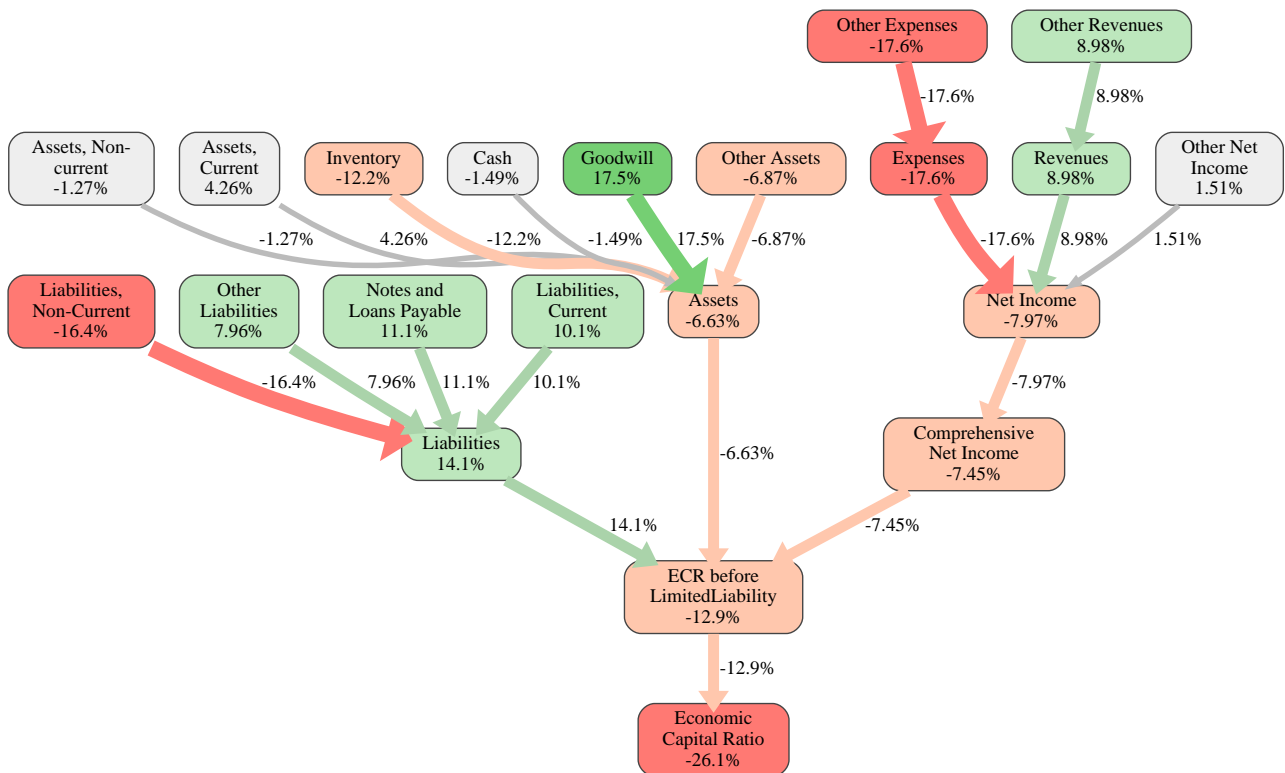 Other Expenses
-17.6%
Other Revenues
8.98%
-17.6%
8.98%
Assets, Non-
current
-1.27%
Assets,
Current
4.26%
Inventory
-12.2%
Cash
-1.49%
Goodwill
17.5%
Other Assets
-6.87%
Expenses
-17.6%
Revenues
8.98%
Other Net
Income
1.51%
-1.27%
4.26%
-12.2%
-1.49%
17.5%
-6.87%
-17.6%
8.98%
1.51%
Liabilities,
Non-Current
-16.4%
Other
Liabilities
7.96%
Notes and
Loans Payable
11.1%
Liabilities,
Current
10.1%
Assets
-6.63%
Net Income
-7.97%
-16.4%
7.96%
11.1%
10.1%
-7.97%
Liabilities
14.1%
-6.63%
Comprehensive
Net Income
-7.45%
14.1%
-7.45%
ECR before
LimitedLiability
-12.9%
-12.9%
Economic
Capital Ratio
-26.1%